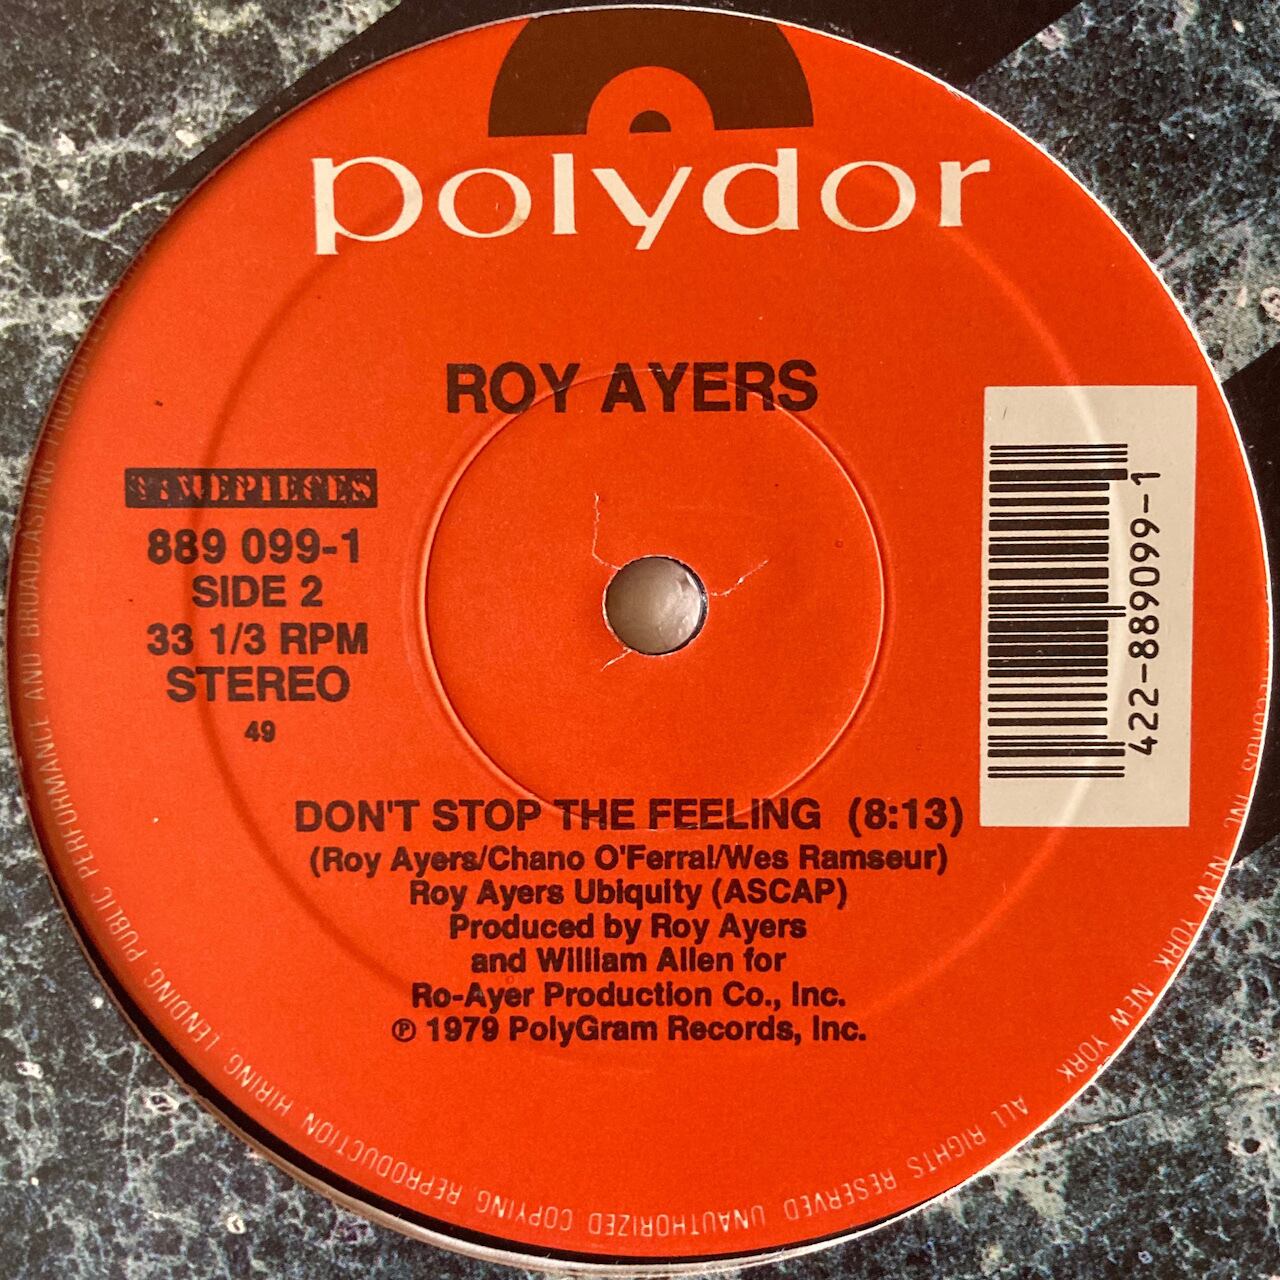 polydor
ROY AYERS
TIMEPIECES
889 099-1
SIDE 2
33 1/3 RPM
STEREO
49
422-889099-1
DON'T STOP THE FEELING (8:13)
(Roy Ayers/Chano O'Ferral/Wes Ramseur)
Roy Ayers Ubiquity (ASCAP)
Produced by Roy Ayers
and William Allen for
Ro-Ayer Production Co., Inc.
℗ 1979 PolyGram Records, Inc.
RECORDS INC NEW YORK NEW YORK ALL RIGHTS RESERVED UNAUTHORIZED COPYING REPRODUCTION HIRING LENDING PUBLIC PERFORMANCE AND BROADCASTING